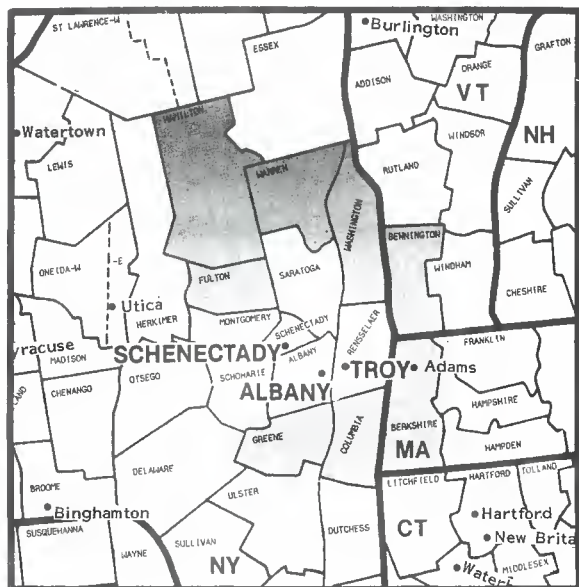 ST LAWRENCE-W
ESSEX
Burlington
WASHINGTON
GRAFTON
ADDISON
ORANGE
VT
HAMILTON
Watertown
LEWIS
WINDSOR
NH
WARREN
RUTLAND
SULLIVAN
WASHINGTON
BENNINGTON
ONEIDA-W
-E
FULTON
SARATOGA
WINDHAM
CHESHIRE
Utica
HERKIMER
MONTGOMERY
SCHENECTADY
RENSSELAER
FRANKLIN
yracuse
MADISON
SCHENECTADY
ALBANY
TROY
Adams
OTSEGO
SCHOHARIE
ALBANY
CHENANGO
LAND
HAMPSHIRE
BERKSHIRE
COLUMBIA
GREENE
MA
HAMPDEN
DELAWARE
BROOME
LITCHFIELD
HARTFORD
TOLLAND
ULSTER
Binghamton
Hartford
SUSQUEHANNA
WAYNE
SULLIVAN
NY
DUTCHESS
CT
New Brita
MIDDLESEX
Water